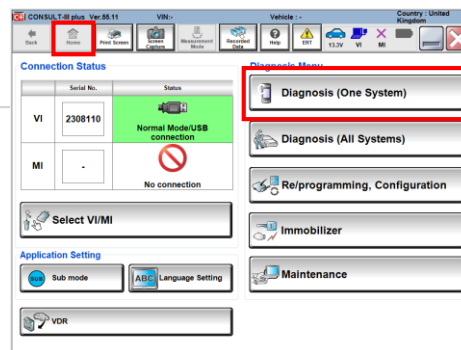 CONSULT-III plus Ver.55.11 VIN:- Vehicle : - Country : United Kingdom
Back Home Print Screen Screen Capture Measurement Mode Recorded Data Help ERT 13.3V VI MI
Connection Status
Serial No. Status
VI 2308110 Normal Mode/USB connection
MI - No connection
Select VI/MI
Application Setting
SUB Sub mode ABC Language Setting
VDR
Diagnosis Menu
Diagnosis (One System)
Diagnosis (All Systems)
Re/programming, Configuration
Immobilizer
Maintenance